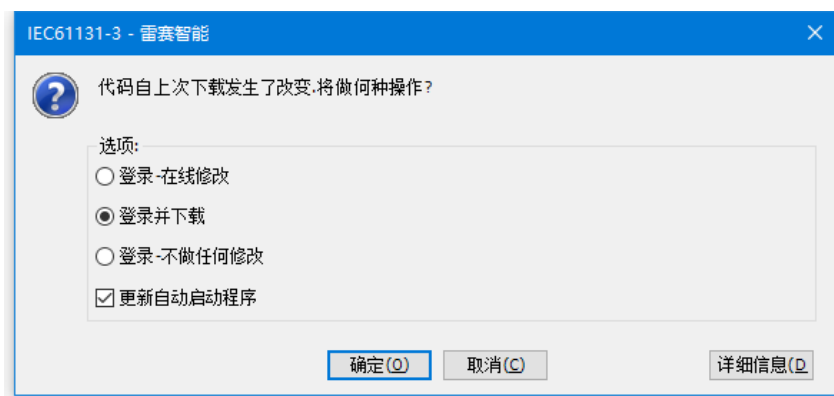 IEC61131-3 - 雷赛智能
代码自上次下载发生了改变.将做何种操作?
选项:
登录-在线修改
登录并下载
登录-不做任何修改
更新自动启动程序
确定(O) 取消(C) 详细信息(D